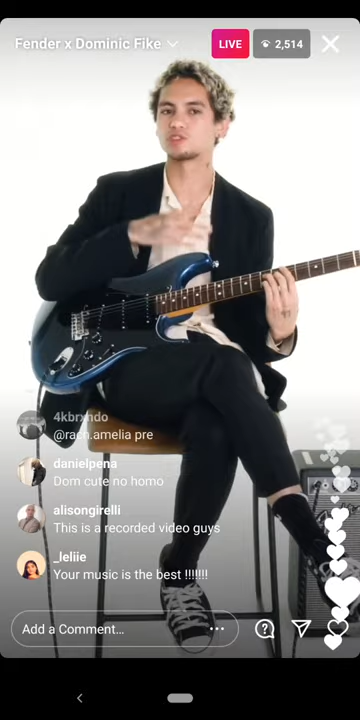 Fender x Dominic Fike
LIVE
2,514
4kbrxndo
@rach.amelia pre
danielpena
Dom cute no homo
alisongirelli
This is a recorded video guys
_leliie
Your music is the best !!!!!!!
Add a Comment...